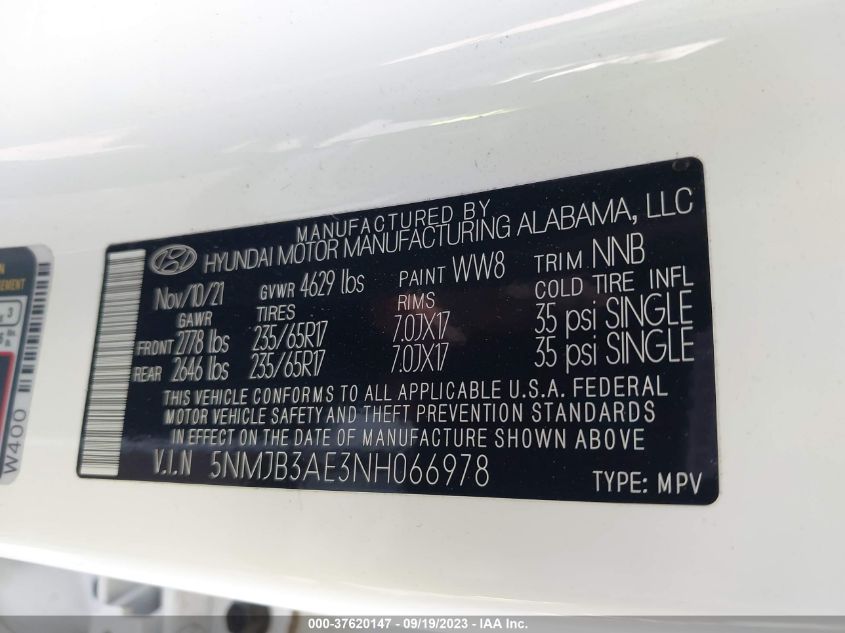 MANUFACTURED BY
HYUNDAI MOTOR MANUFACTURING ALABAMA, LLC
Nov/10/21 GVWR 4629 lbs PAINT WW8 TRIM NNB
GAWR TIRES RIMS COLD TIRE INFL
FRONT 2778 lbs 235/65R17 7.0JX17 35 psi SINGLE
REAR 2646 lbs 235/65R17 7.0JX17 35 psi SINGLE
THIS VEHICLE CONFORMS TO ALL APPLICABLE U.S.A. FEDERAL
MOTOR VEHICLE SAFETY AND THEFT PREVENTION STANDARDS
IN EFFECT ON THE DATE OF MANUFACTURE SHOWN ABOVE
V.I.N 5NMJB3AE3NH066978
TYPE: MPV
3
W400
000-37620147 - 09/19/2023 - IAA Inc.